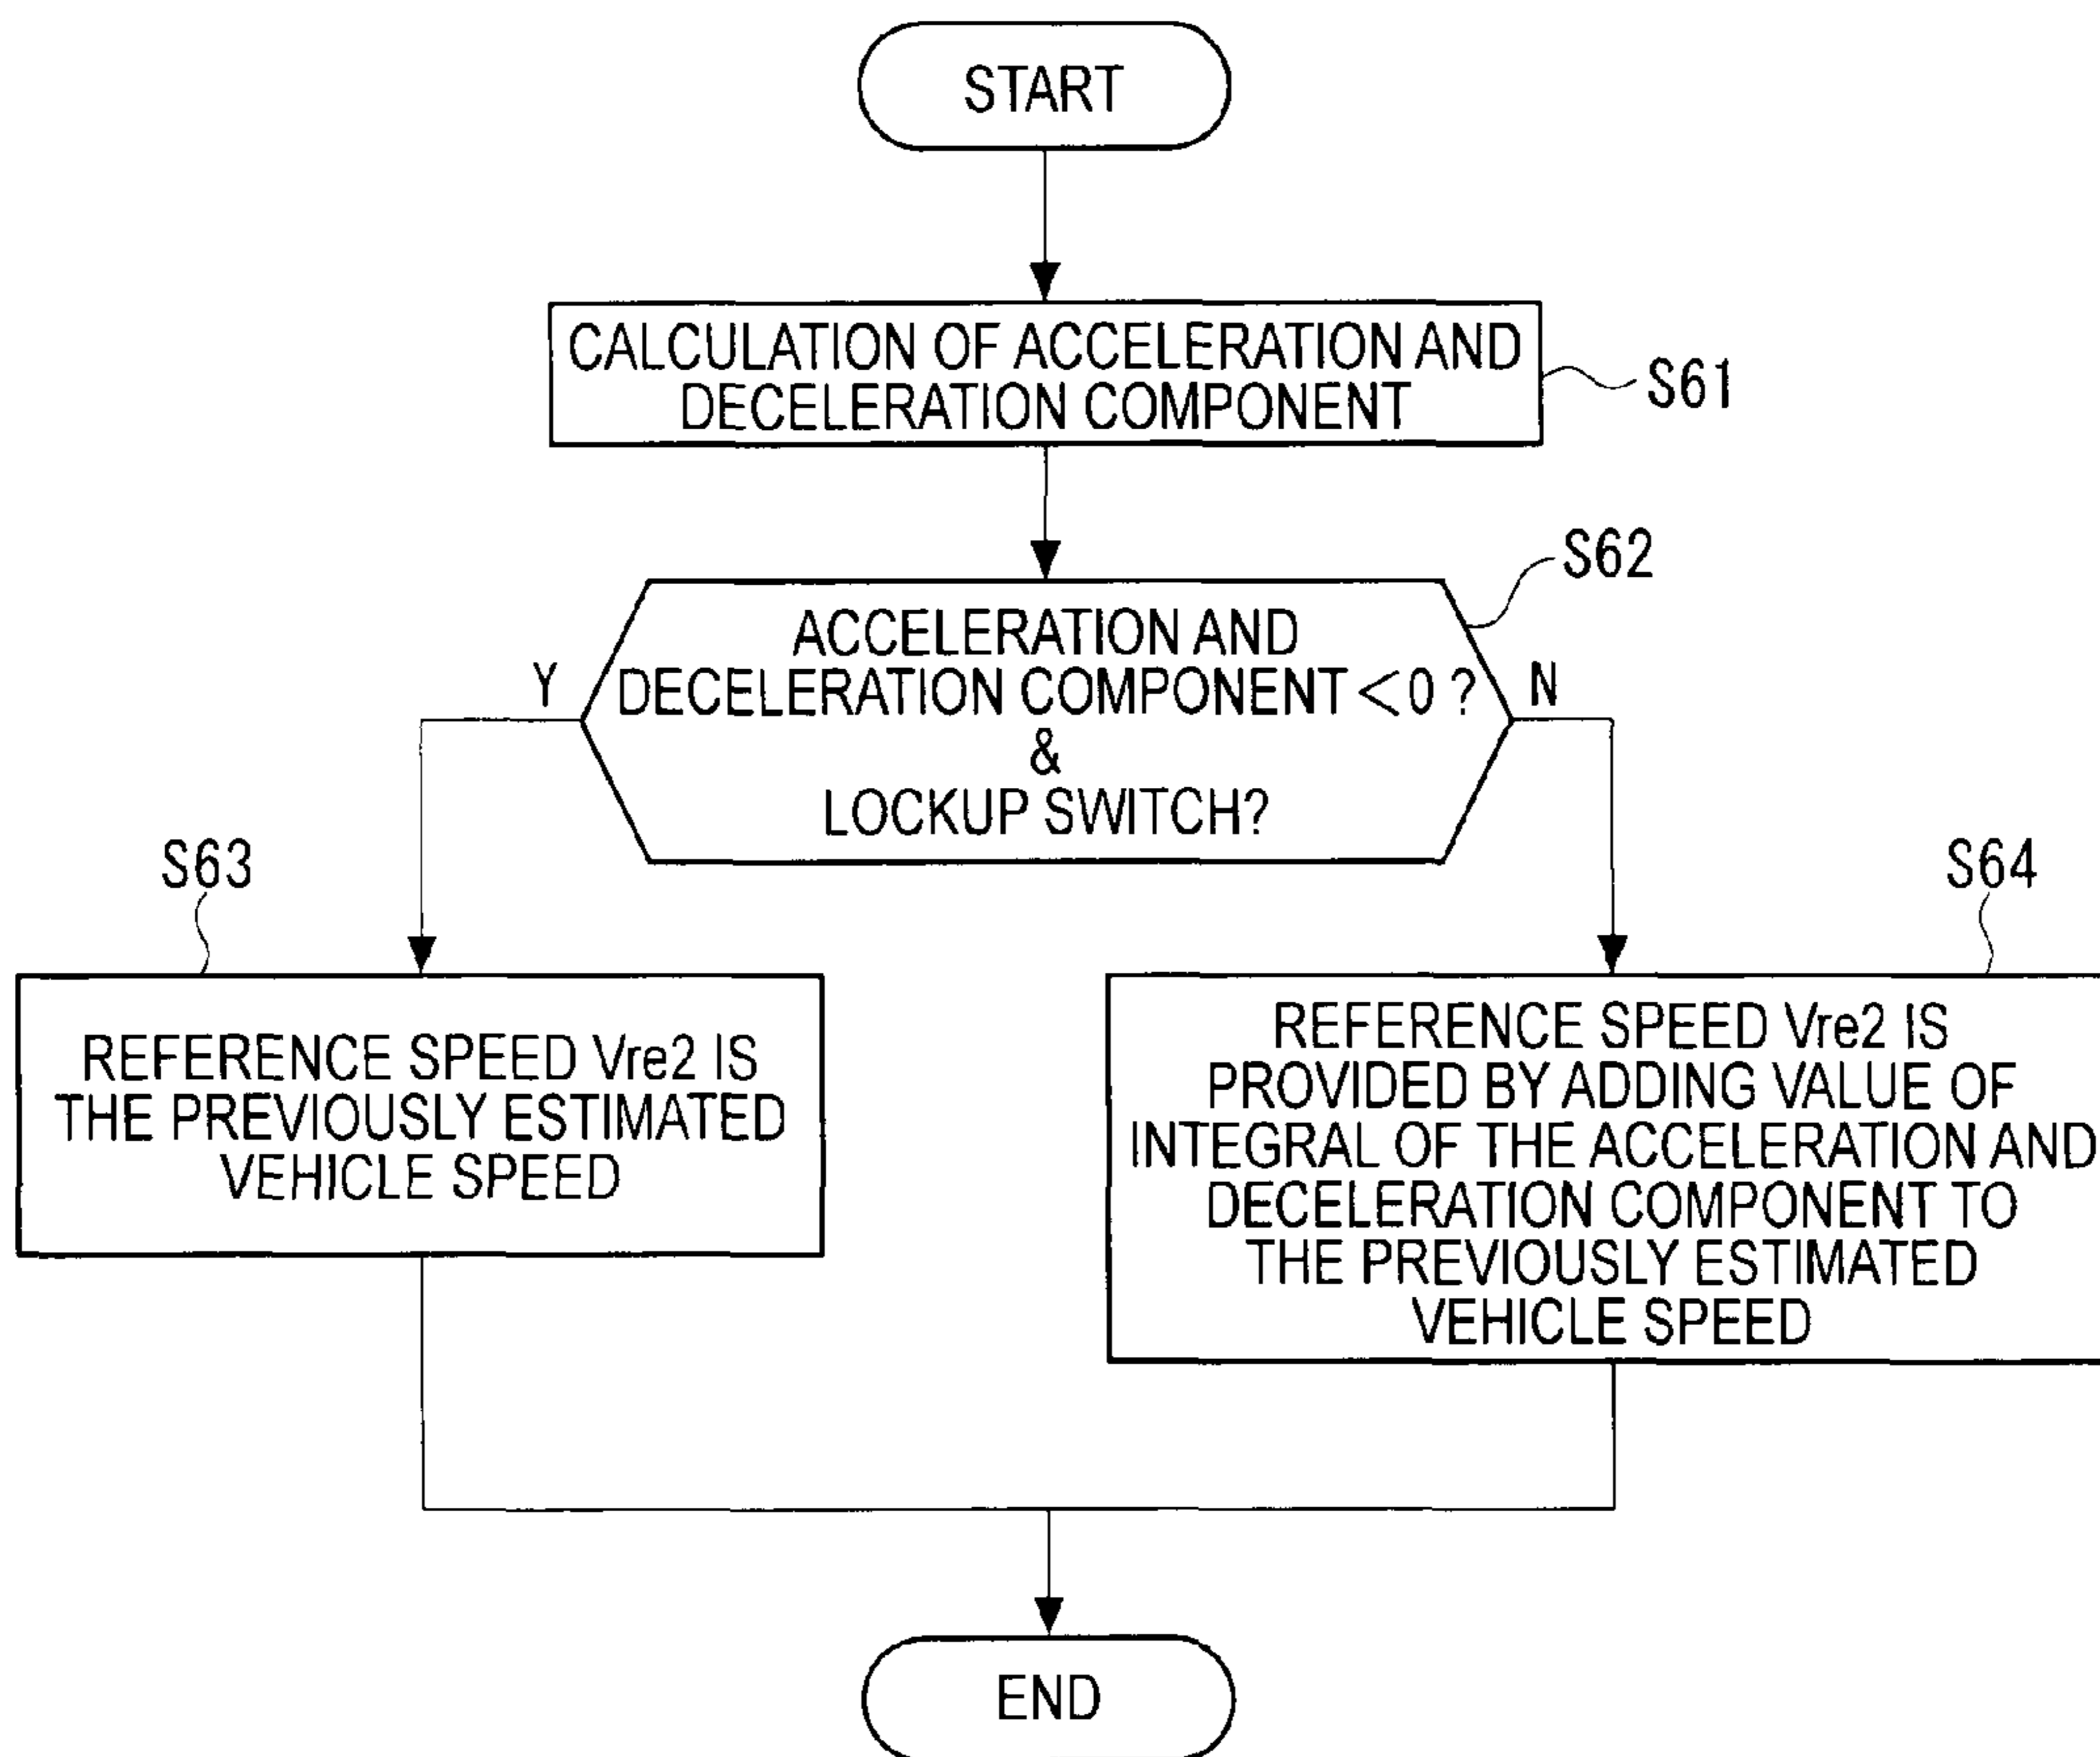 START
CALCULATION OF ACCELERATION AND
DECELERATION COMPONENT
S61
S62
ACCELERATION AND
DECELERATION COMPONENT <0 ?
&
LOCKUP SWITCH?
Y
N
S63
REFERENCE SPEED Vre2 IS
THE PREVIOUSLY ESTIMATED
VEHICLE SPEED
S64
REFERENCE SPEED Vre2 IS
PROVIDED BY ADDING VALUE OF
INTEGRAL OF THE ACCELERATION AND
DECELERATION COMPONENT TO
THE PREVIOUSLY ESTIMATED
VEHICLE SPEED
END